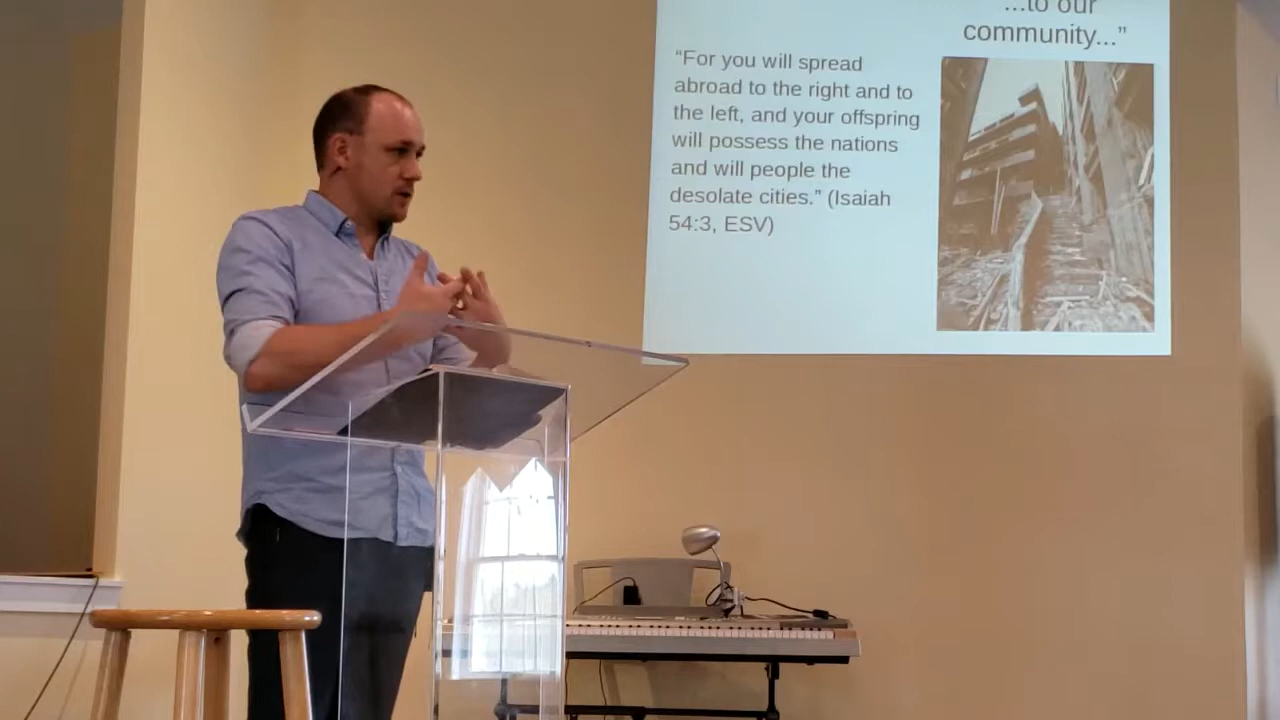 ...to our
community...”
“For you will spread
abroad to the right and to
the left, and your offspring
will possess the nations
and will people the
desolate cities.” (Isaiah
54:3, ESV)